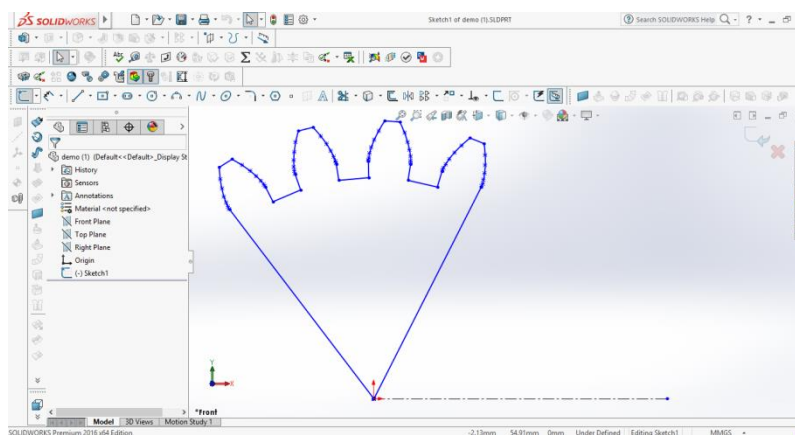 SOLIDWORKS
Sketch1 of demo (1).SLDPRT
Search SOLIDWORKS Help
demo (1) (Default<<Default>_Display St
History
Sensors
Annotations
Material <not specified>
Front Plane
Top Plane
Right Plane
Origin
(-) Sketch1
Y
X
*Front
Model
3D Views
Motion Study 1
SOLIDWORKS Premium 2016 x64 Edition
-2.13mm
54.91mm
0mm
Under Defined
Editing Sketch1
MMGS